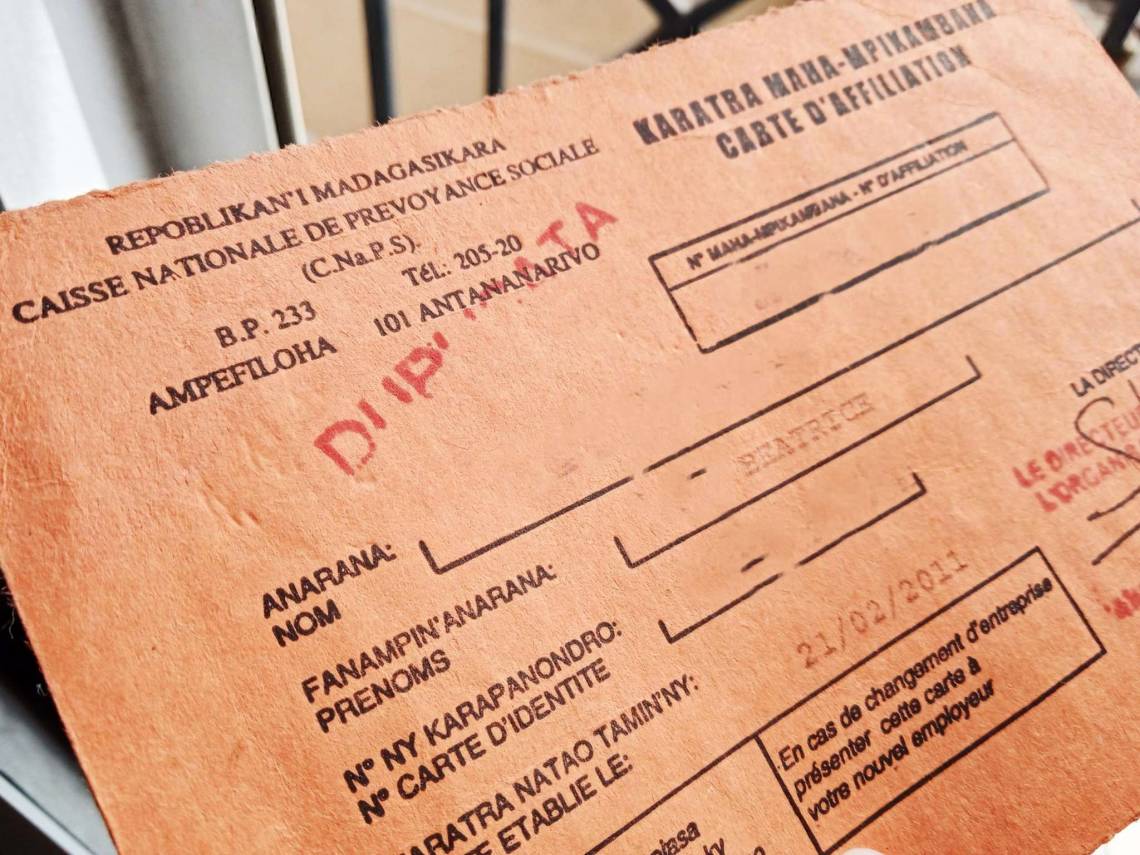 REPOBLIKAN'I MADAGASIKARA
CAISSE NATIONALE DE PREVOYANCE SOCIALE
(C.Na.P.S).
B.P. 233 Tél.: 205-20
AMPEFILOHA 101 ANTANANARIVO
KARATRA MAHA-MPIKAMBANA
CARTE D'AFFILIATION
N° MAHA-MPIKAMBANA - N° D'AFFILIATION
ANARANA:
NOM
FANAMPIN'ANARANA:
PRENOMS
BEATRICE
N° NY KARAPANONDRO:
N° CARTE D'IDENTITE
KARATRA NATAO TAMIN'NY:
ETABLIE LE:
21/02/2011
LA DIRECT
LE DIRECTEU
L'ORGAN
En cas de changement d'entreprise
présenter cette carte à
votre nouvel employeur